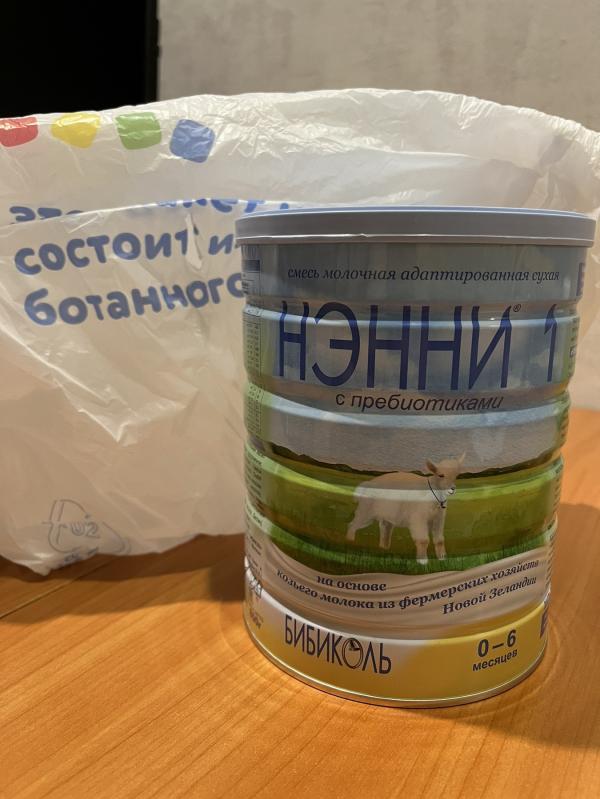 состоит из
ботанного
смесь молочная адаптированная сухая
НЭННИ® 1
с пребиотиками
на основе
козьего молока из фермерских хозяйств
Новой Зеландии
БИБИКОЛЬ
0–6
месяцев